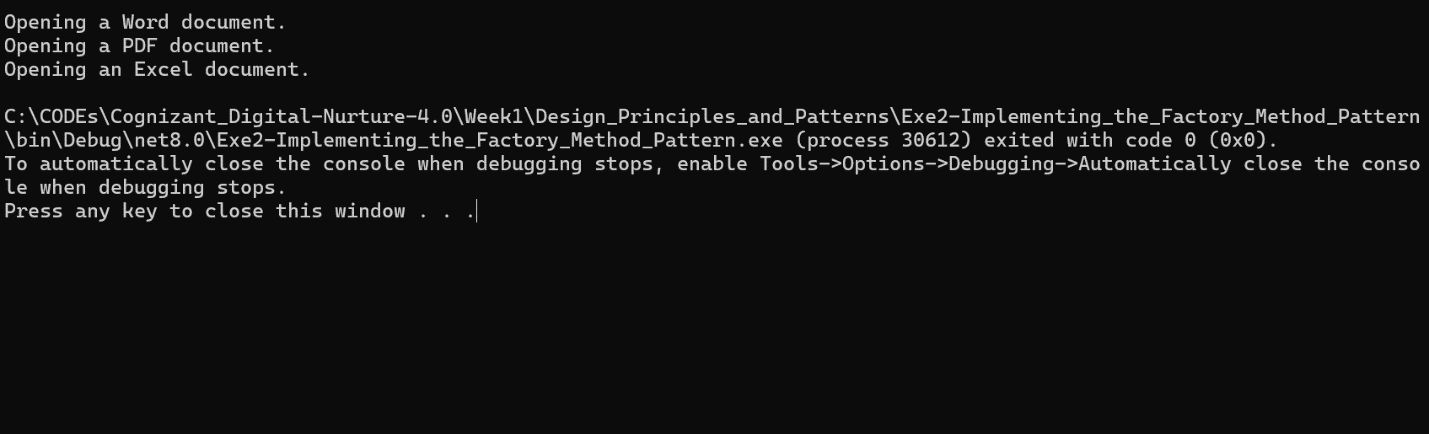 Opening a Word document.
Opening a PDF document.
Opening an Excel document.
C:\CODEs\Cognizant_Digital-Nurture-4.0\Week1\Design_Principles_and_Patterns\Exe2-Implementing_the_Factory_Method_Pattern
\bin\Debug\net8.0\Exe2-Implementing_the_Factory_Method_Pattern.exe (process 30612) exited with code 0 (0x0).
To automatically close the console when debugging stops, enable Tools->Options->Debugging->Automatically close the conso
le when debugging stops.
Press any key to close this window . . .